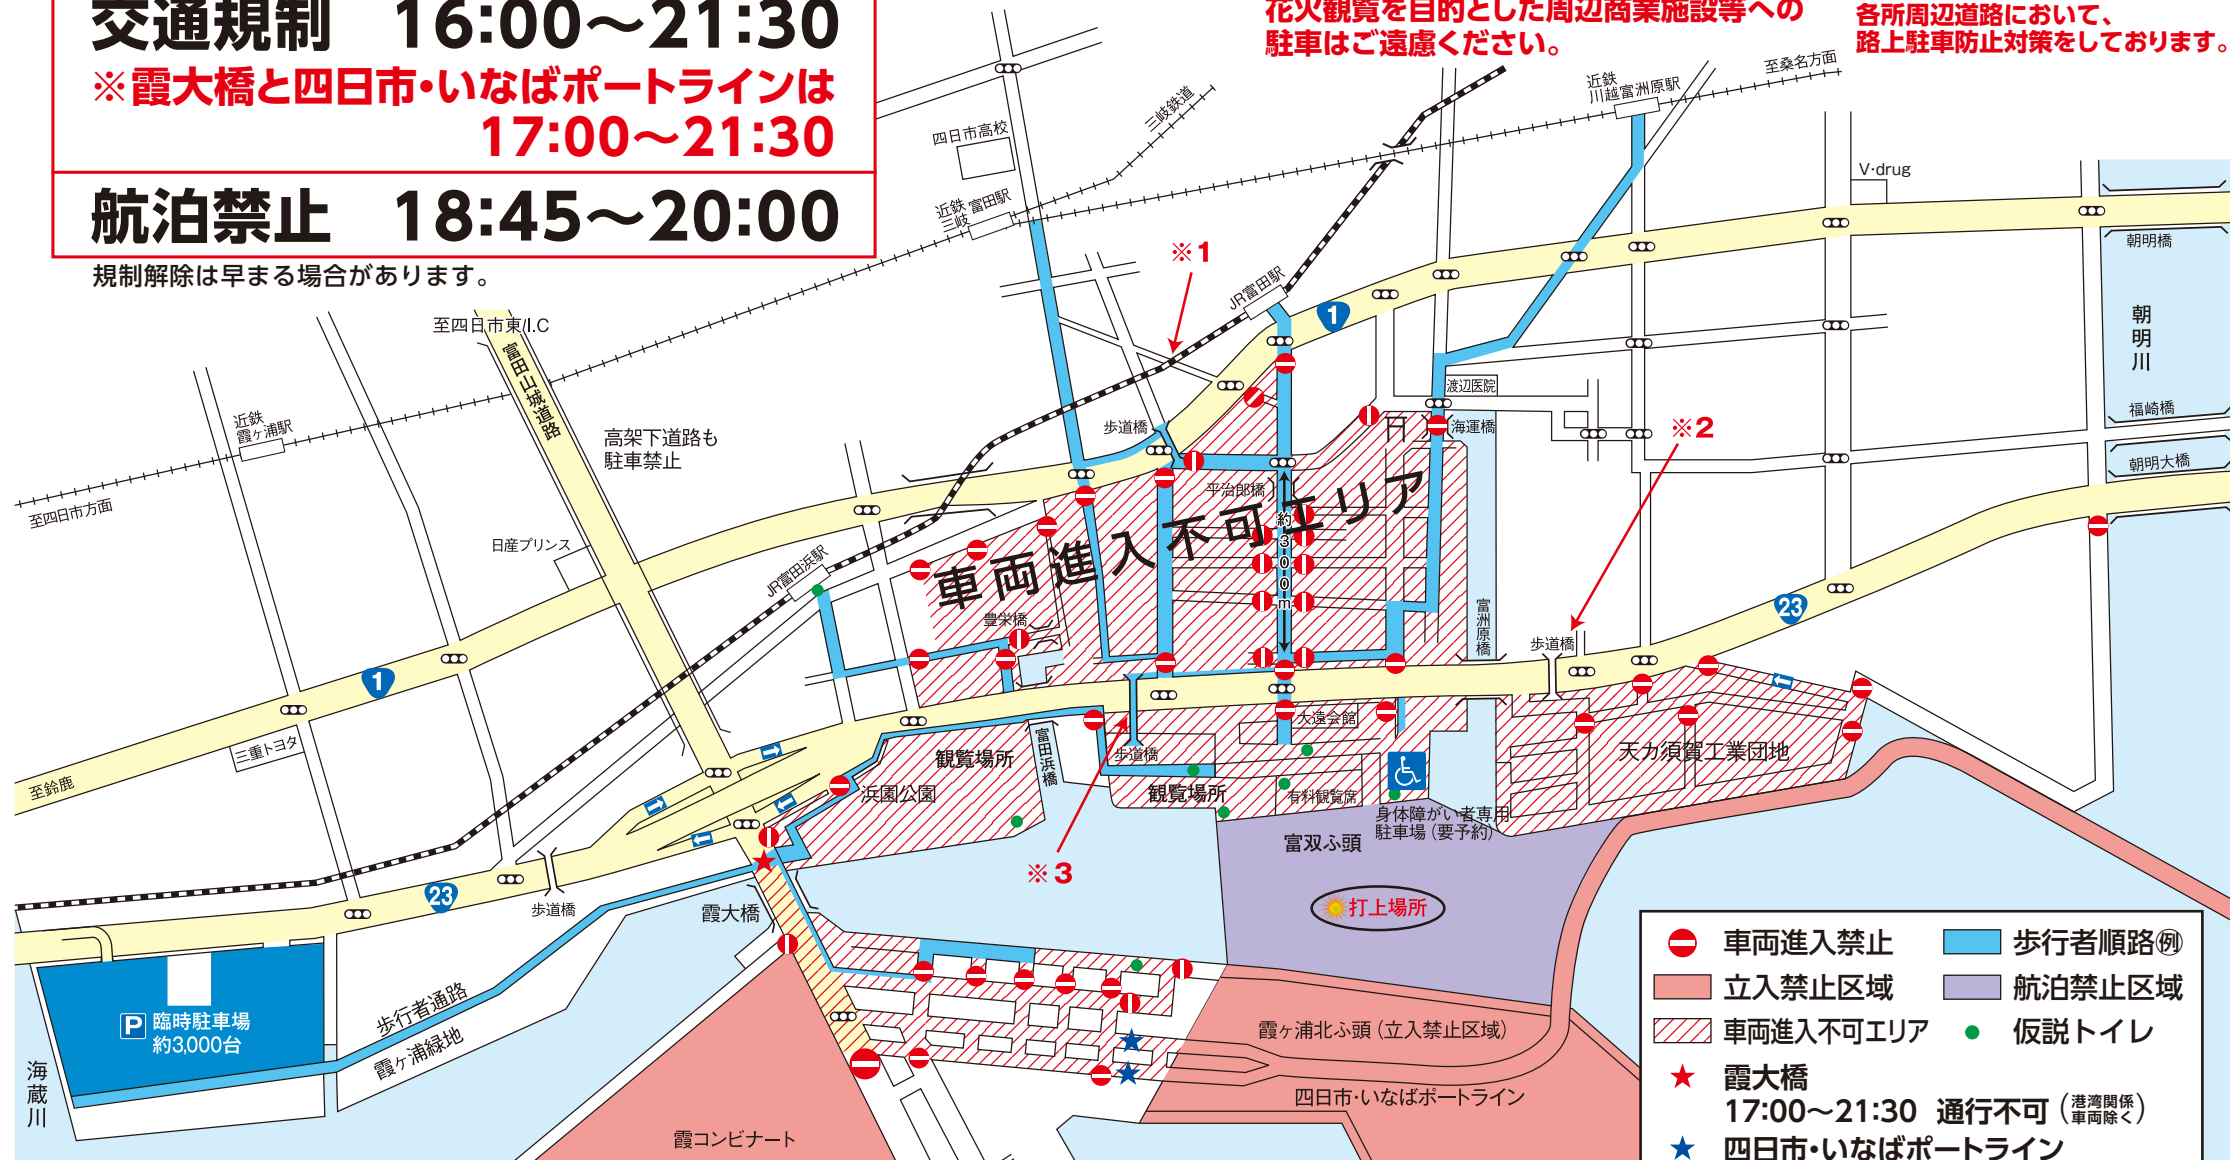 交通規制 16:00～21:30
※霞大橋と四日市・いなばポートラインは
17:00～21:30
航泊禁止 18:45～20:00
規制解除は早まる場合があります。
花火観覧を目的とした周辺商業施設等への
駐車はご遠慮ください。
各所周辺道路において、
路上駐車防止対策をしております。
至桑名方面
近鉄
川越富洲原駅
三岐鉄道
四日市高校
近鉄
三岐
富田駅
V・drug
朝明橋
朝明川
福崎橋
朝明大橋
※1
JR富田駅
1
至四日市東I.C
富田山城道路
近鉄
霞ヶ浦駅
至四日市方面
高架下道路も
駐車禁止
歩道橋
渡辺医院
海運橋
※2
平治郎橋
車両進入不可エリア
約300m
日産プリンス
JR富田浜駅
豊栄橋
富洲原橋
歩道橋
23
1
三重トヨタ
至鈴鹿
観覧場所
浜園公園
富田浜橋
歩道橋
観覧場所
大遠会館
有料観覧席
天カ須賀工業団地
身体障がい者専用
駐車場（要予約）
富双ふ頭
打上場所
※3
23
歩道橋
霞大橋
P 臨時駐車場
約3,000台
歩行者通路
霞ヶ浦緑地
海蔵川
霞コンビナート
霞ヶ浦北ふ頭（立入禁止区域）
四日市・いなばポートライン
車両進入禁止
歩行者順路例
立入禁止区域
航泊禁止区域
車両進入不可エリア
仮説トイレ
★ 霞大橋
17:00～21:30 通行不可（港湾関係車両除く）
★ 四日市・いなばポートライン